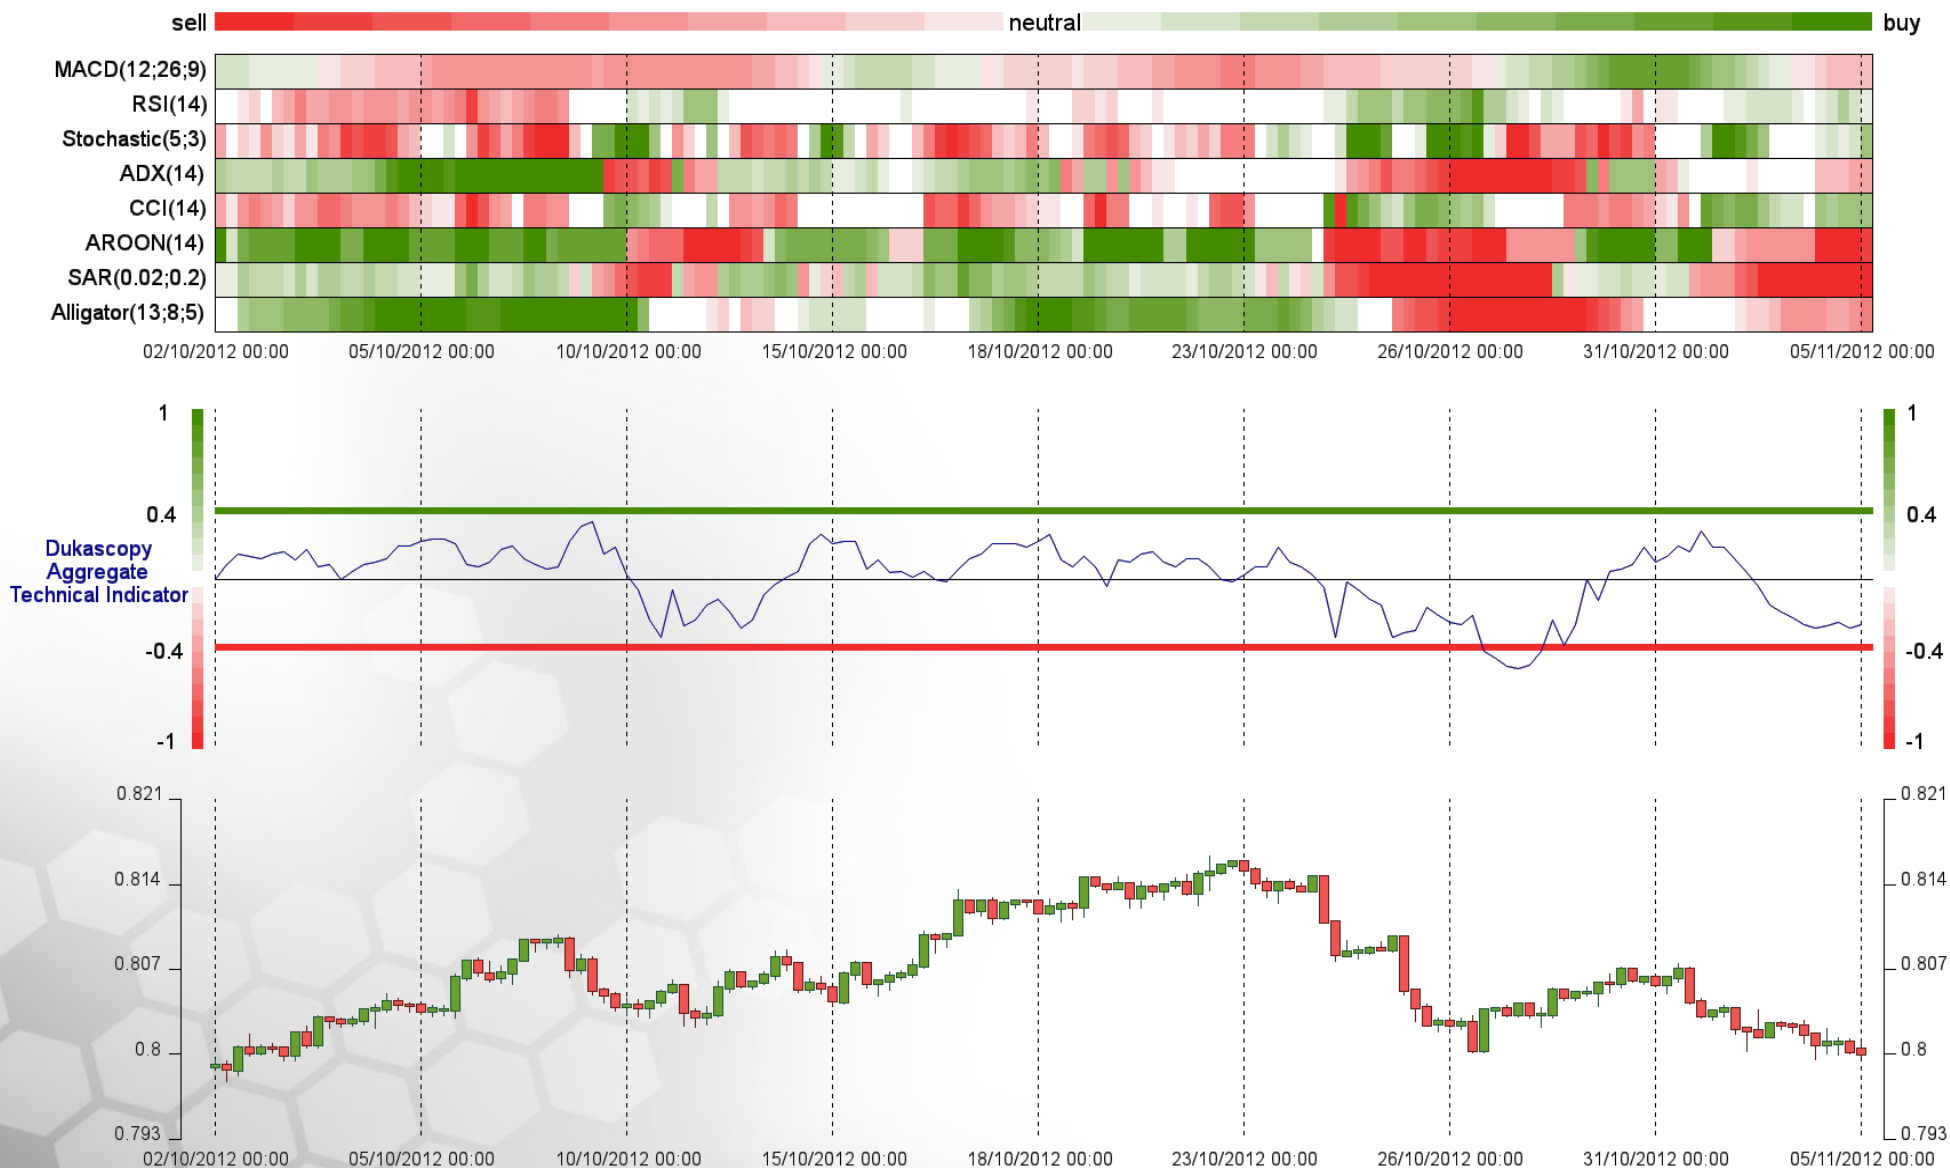 sell neutral buy
MACD(12;26;9)
RSI(14)
Stochastic(5;3)
ADX(14)
CCI(14)
AROON(14)
SAR(0.02;0.2)
Alligator(13;8;5)
02/10/2012 00:00 05/10/2012 00:00 10/10/2012 00:00 15/10/2012 00:00 18/10/2012 00:00 23/10/2012 00:00 26/10/2012 00:00 31/10/2012 00:00 05/11/2012 00:00
1 1
0.4 0.4
Dukascopy
Aggregate
Technical Indicator
-0.4 -0.4
-1 -1
0.821 0.821
0.814 0.814
0.807 0.807
0.8 0.8
0.793 0.793
02/10/2012 00:00 05/10/2012 00:00 10/10/2012 00:00 15/10/2012 00:00 18/10/2012 00:00 23/10/2012 00:00 26/10/2012 00:00 31/10/2012 00:00 05/11/2012 00:00